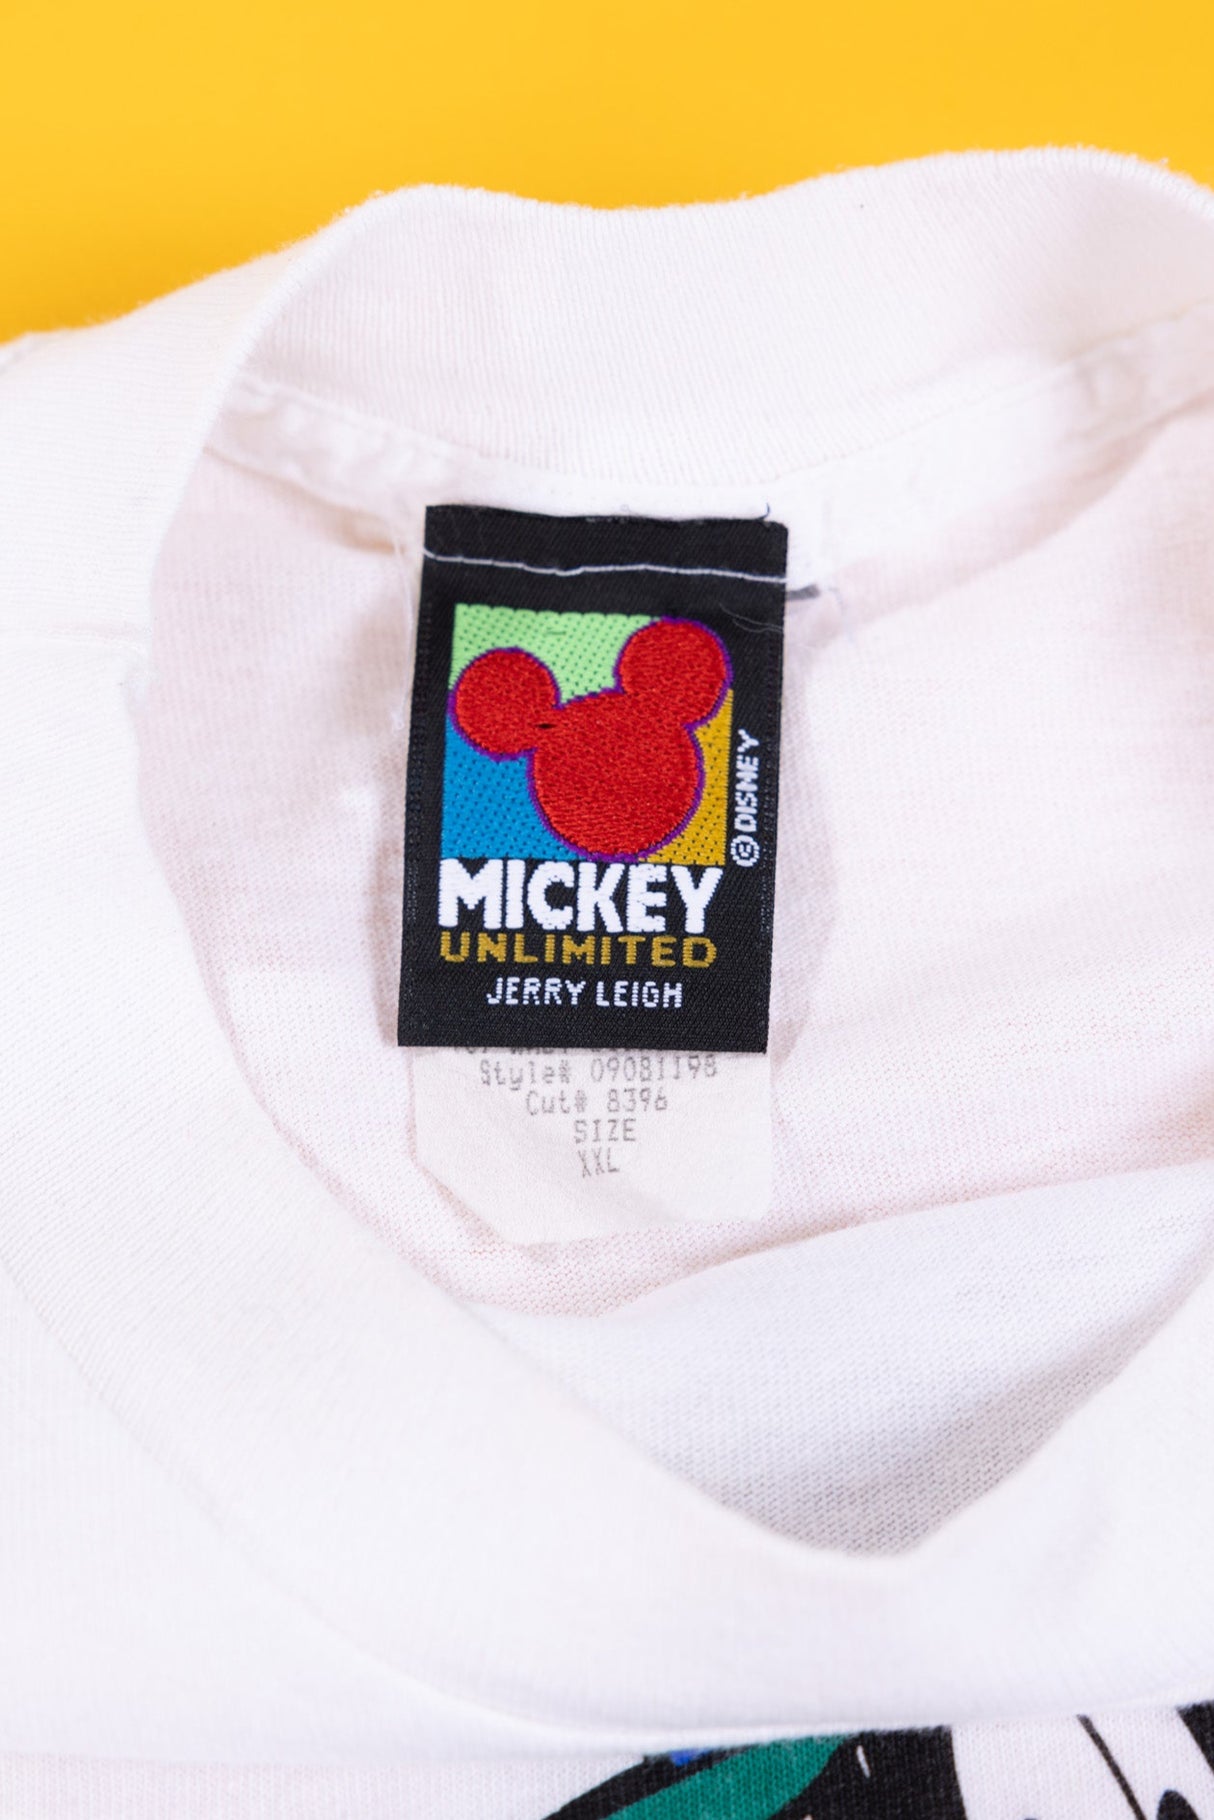 © DISNEY
MICKEY
UNLIMITED
JERRY LEIGH
Style# 09081198
Cut# 8396
SIZE
XXL